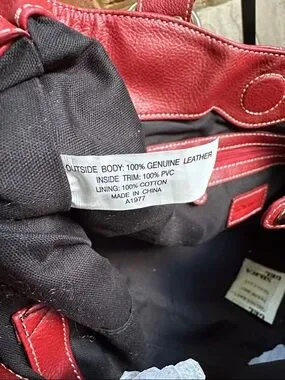 OUTSIDE BODY: 100% GENUINE LEATHER
INSIDE TRIM: 100% PVC
LINING: 100% COTTON
MADE IN CHINA
A1977